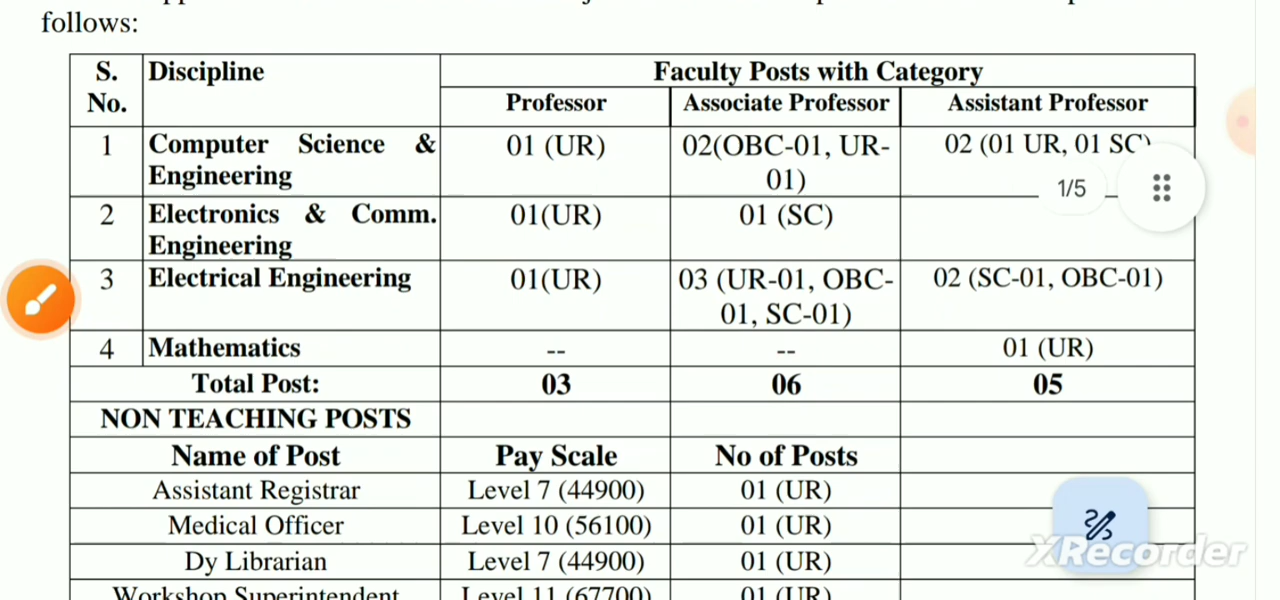 follows:
S. No. Discipline Faculty Posts with Category
Professor Associate Professor Assistant Professor
1 Computer Science & Engineering 01 (UR) 02(OBC-01, UR-01) 02 (01 UR, 01 SC)
1/5
2 Electronics & Comm. Engineering 01(UR) 01 (SC)
3 Electrical Engineering 01(UR) 03 (UR-01, OBC-01, SC-01) 02 (SC-01, OBC-01)
4 Mathematics -- -- 01 (UR)
Total Post: 03 06 05
NON TEACHING POSTS
Name of Post Pay Scale No of Posts
Assistant Registrar Level 7 (44900) 01 (UR)
Medical Officer Level 10 (56100) 01 (UR)
Dy Librarian Level 7 (44900) 01 (UR)
Workshop Superintendent Level 11 (67700) 01 (UR)
XRecorder